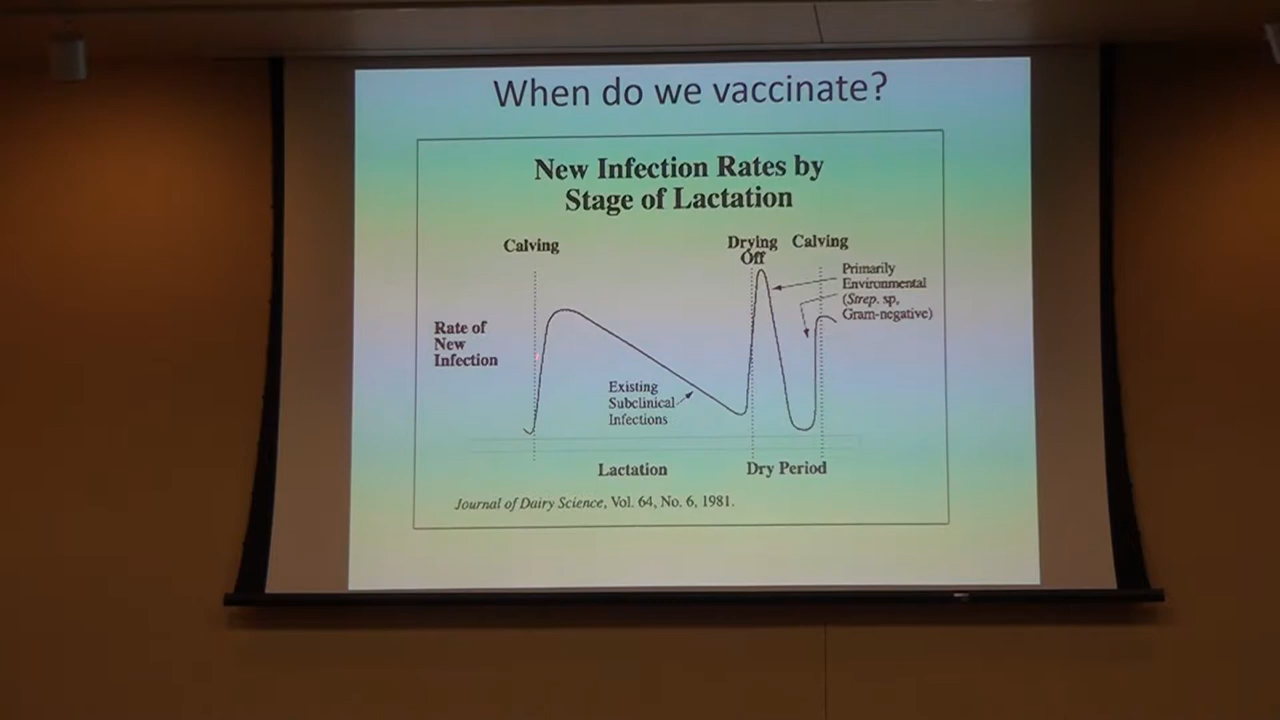 When do we vaccinate?
New Infection Rates by
Stage of Lactation
Calving
Drying
Off
Calving
Primarily
Environmental
(Strep. sp,
Gram-negative)
Rate of
New
Infection
Existing
Subclinical
Infections
Lactation
Dry Period
Journal of Dairy Science, Vol. 64, No. 6, 1981.